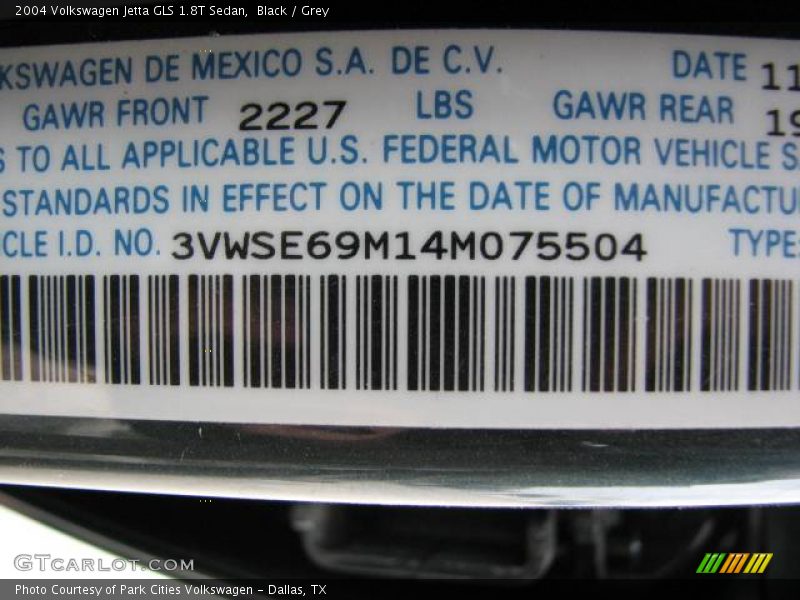 2004 Volkswagen Jetta GLS 1.8T Sedan, Black / Grey
KSWAGEN DE MEXICO S.A. DE C.V. DATE 11
GAWR FRONT 2227 LBS GAWR REAR 19
S TO ALL APPLICABLE U.S. FEDERAL MOTOR VEHICLE S
STANDARDS IN EFFECT ON THE DATE OF MANUFACTU
CLE I.D. NO. 3VWSE69M14M075504 TYPE:
GTCARLOT.COM
Photo Courtesy of Park Cities Volkswagen - Dallas, TX